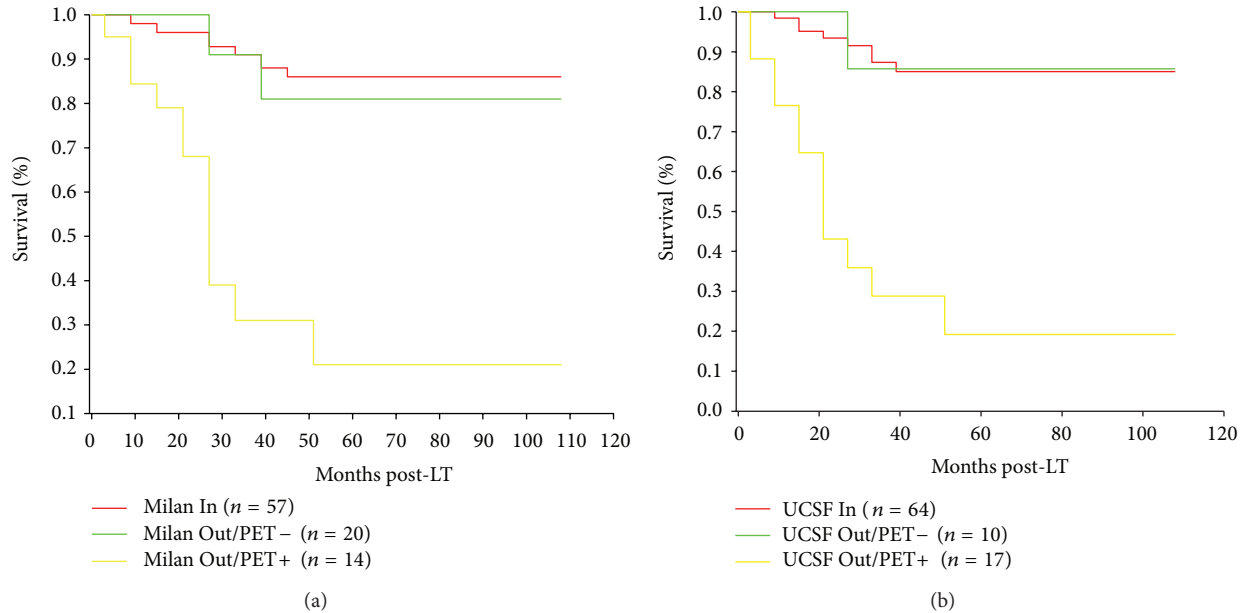 1.0
0.9
0.8
0.7
0.6
0.5
0.4
0.3
0.2
0.1
Survival (%)
0 10 20 30 40 50 60 70 80 90 100 110 120
Months post-LT
Milan In (n = 57)
Milan Out/PET− (n = 20)
Milan Out/PET+ (n = 14)
(a)
1.0
0.9
0.8
0.7
0.6
0.5
0.4
0.3
0.2
0.1
0.0
Survival (%)
0 20 40 60 80 100 120
Months post-LT
UCSF In ( n = 64)
UCSF Out/PET− (n = 10)
UCSF Out/PET+ (n = 17)
(b)